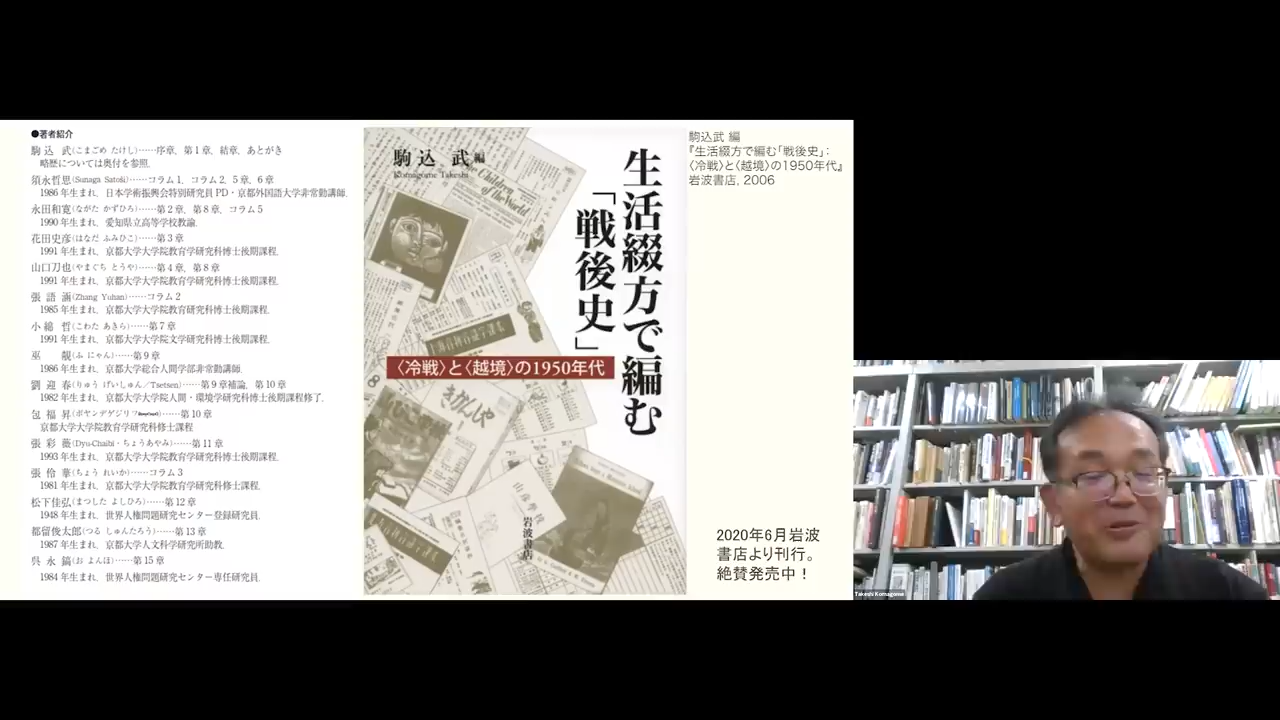 ●著者紹介
駒込 武(こまごめ たけし)……序章、第1章、結章、あとがき
略歴については奥付を参照.
須永哲思(Sunaga Satoshi)……コラム1、コラム2、5章、6章
1986年生まれ、日本学術振興会特別研究員PD・京都外国語大学非常勤講師.
永田和寛(ながた かずひろ)……第2章、第8章、コラム5
1990年生まれ、愛知県立高等学校教諭.
花田史彦(はなだ ふみひこ)……第3章
1991年生まれ、京都大学大学院教育学研究科博士後期課程.
山口刀也(やまぐち とうや)……第4章、第8章
1991年生まれ、京都大学大学院教育学研究科博士後期課程.
張 語涵(Zhang Yuhan)……コラム2
1985年生まれ、京都大学大学院教育研究科博士後期課程.
小綿 哲(こわた あきら)……第7章
1991年生まれ、京都大学大学院文学研究科博士後期課程.
巫 靚(ふ にゃん)……第9章
1986年生まれ、京都大学総合人間学部非常勤講師.
劉 迎 春(りゅう げいしゅん/Tsetsen)……第9章補論、第10章
1982年生まれ、京都大学大学院人間・環境学研究科博士後期課程修了.
包 福 昇……第10章
京都大学大学院教育学研究科修士課程
張 彩 薇(Dyu-Chaibi・ちょうあやみ)……第11章
1993年生まれ、京都大学大学院教育学研究科博士後期課程.
張 伶 華(ちょう れいか)……コラム3
1981年生まれ、京都大学大学院教育学研究科修士課程.
松下佳弘(まつした よしひろ)……第12章
1948年生まれ、世界人権問題研究センター登録研究員.
都留俊太郎(つる しゅんたろう)……第13章
1987年生まれ、京都大学人文科学研究所助教.
呉 永 鎬(お よんほ)……第15章
1984年生まれ、世界人権問題研究センター専任研究員.
駒込 武 編
Komagome Takeshi
生活綴方で編む
「戦後史」
〈冷戦〉と〈越境〉の1950年代
Children
of the World
きかんしゃ
岩波書店
駒込武 編
『生活綴方で編む「戦後史」:
〈冷戦〉と〈越境〉の1950年代』
岩波書店, 2006
2020年6月岩波
書店より刊行。
絶賛発売中！
Takeshi Komagome